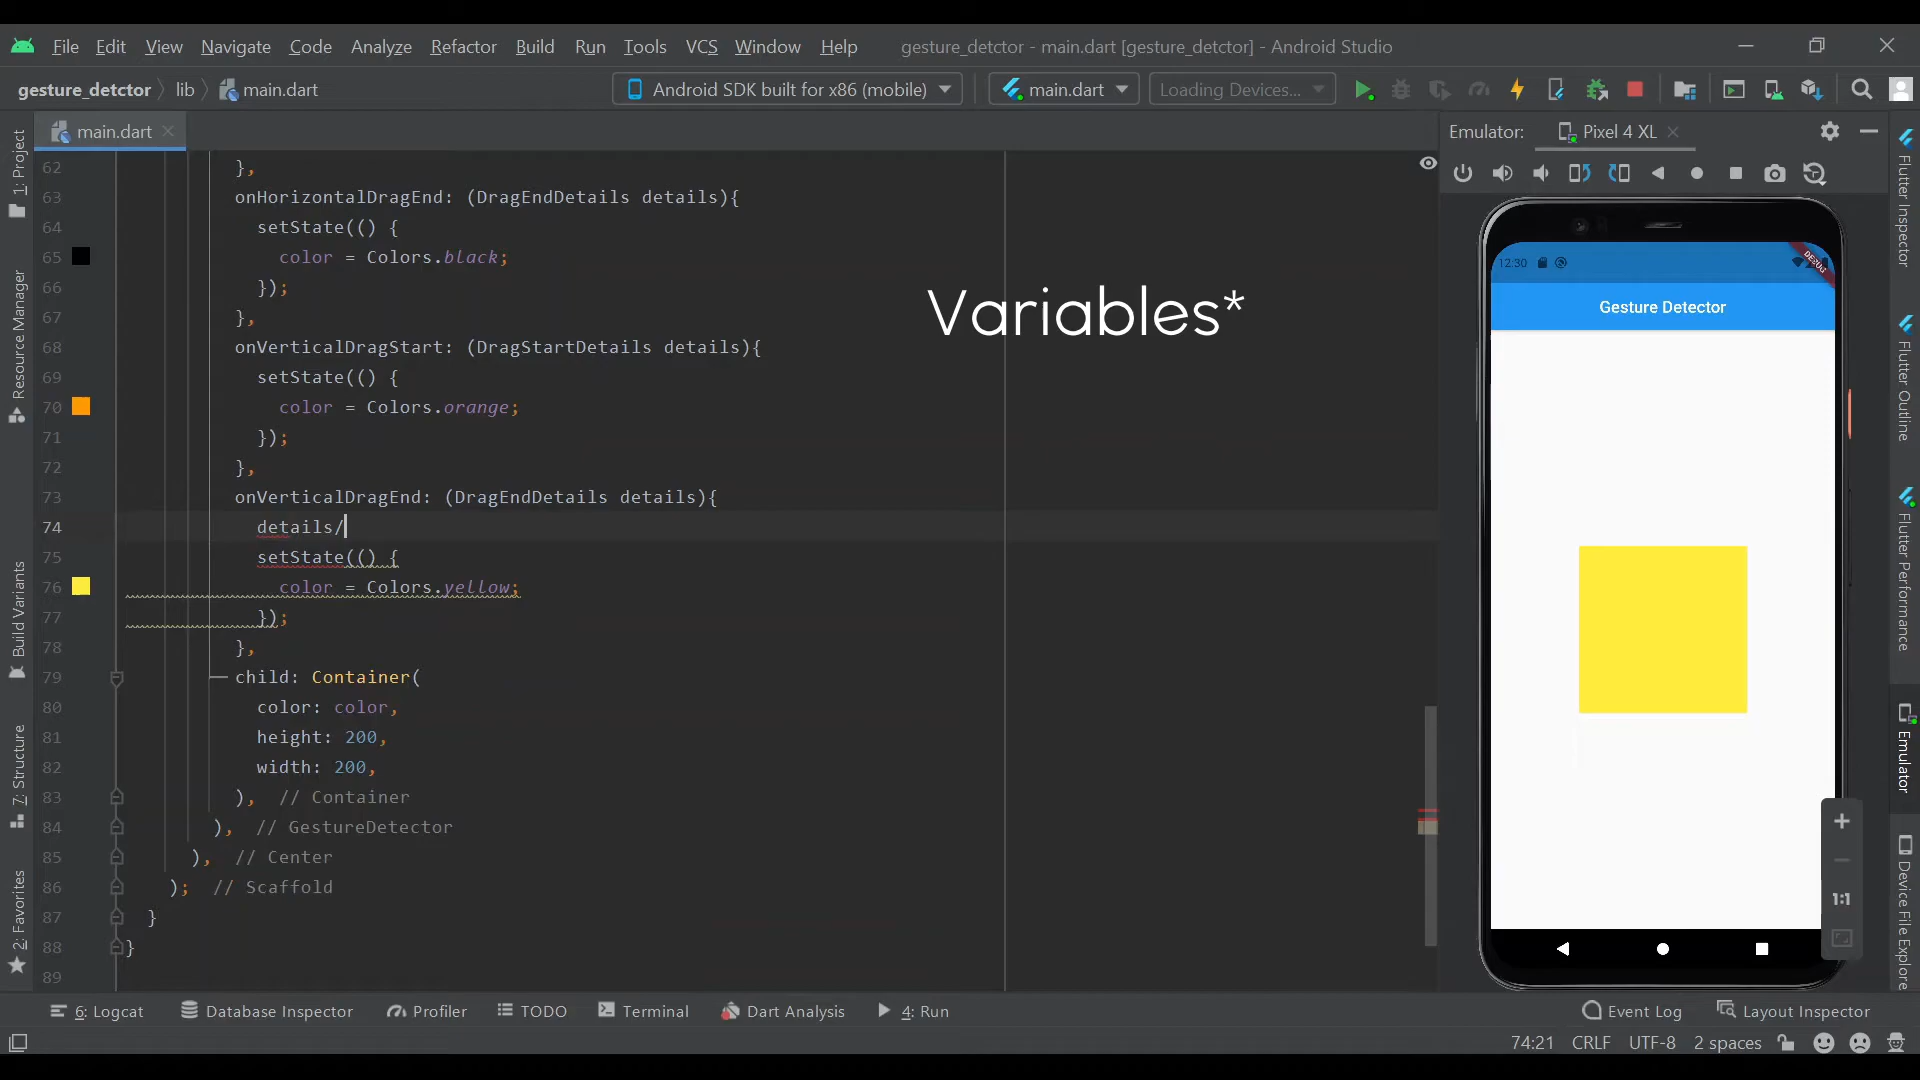 File Edit View Navigate Code Analyze Refactor Build Run Tools VCS Window Help gesture_detctor - main.dart [gesture_detctor] - Android Studio
gesture_detctor lib main.dart Android SDK built for x86 (mobile) main.dart Loading Devices...
main.dart
Emulator: Pixel 4 XL
1: Project
Resource Manager
Build Variants
7: Structure
2: Favorites
62 },
63 onHorizontalDragEnd: (DragEndDetails details){
64 setState(() {
65 color = Colors.black;
66 });
67 },
68 onVerticalDragStart: (DragStartDetails details){
69 setState(() {
70 color = Colors.orange;
71 });
72 },
73 onVerticalDragEnd: (DragEndDetails details){
74 details/
75 setState(() {
76 color = Colors.yellow;
77 });
78 },
79 child: Container(
80 color: color,
81 height: 200,
82 width: 200,
83 ), // Container
84 ), // GestureDetector
85 ), // Center
86 ); // Scaffold
87 }
88 }
89
Variables*
12:30
DEBUG
Gesture Detector
1:1
Flutter Inspector
Flutter Outline
Flutter Performance
Emulator
Device File Explorer
6: Logcat Database Inspector Profiler TODO Terminal Dart Analysis 4: Run Event Log Layout Inspector
74:21 CRLF UTF-8 2 spaces